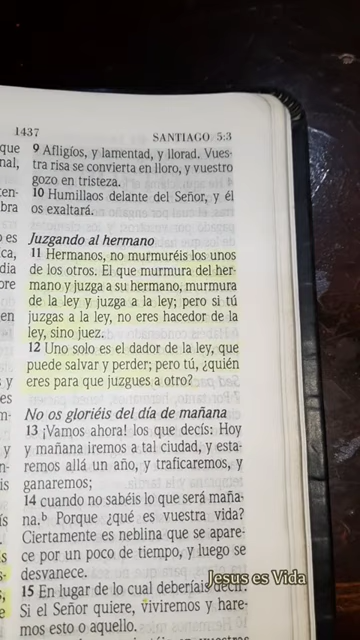 1437
SANTIAGO 5:3
9 Afligíos, y lamentad, y llorad. Vues-
tra risa se convierta en lloro, y vuestro
gozo en tristeza.
10 Humillaos delante del Señor, y él
os exaltará.
Juzgando al hermano
11 Hermanos, no murmuréis los unos
de los otros. El que murmura del her-
mano y juzga a su hermano, murmura
de la ley y juzga a la ley; pero si tú
juzgas a la ley, no eres hacedor de la
ley, sino juez.
12 Uno solo es el dador de la ley, que
puede salvar y perder; pero tú, ¿quién
eres para que juzgues a otro?
No os gloriéis del día de mañana
13 ¡Vamos ahora! los que decís: Hoy
y mañana iremos a tal ciudad, y esta-
remos allá un año, y traficaremos, y
ganaremos;
14 cuando no sabéis lo que será maña-
na.b Porque ¿qué es vuestra vida?
Ciertamente es neblina que se apare-
ce por un poco de tiempo, y luego se
desvanece.
15 En lugar de lo cual deberíais decir:
Si el Señor quiere, viviremos y hare-
mos esto o aquello.
Jesus es Vida